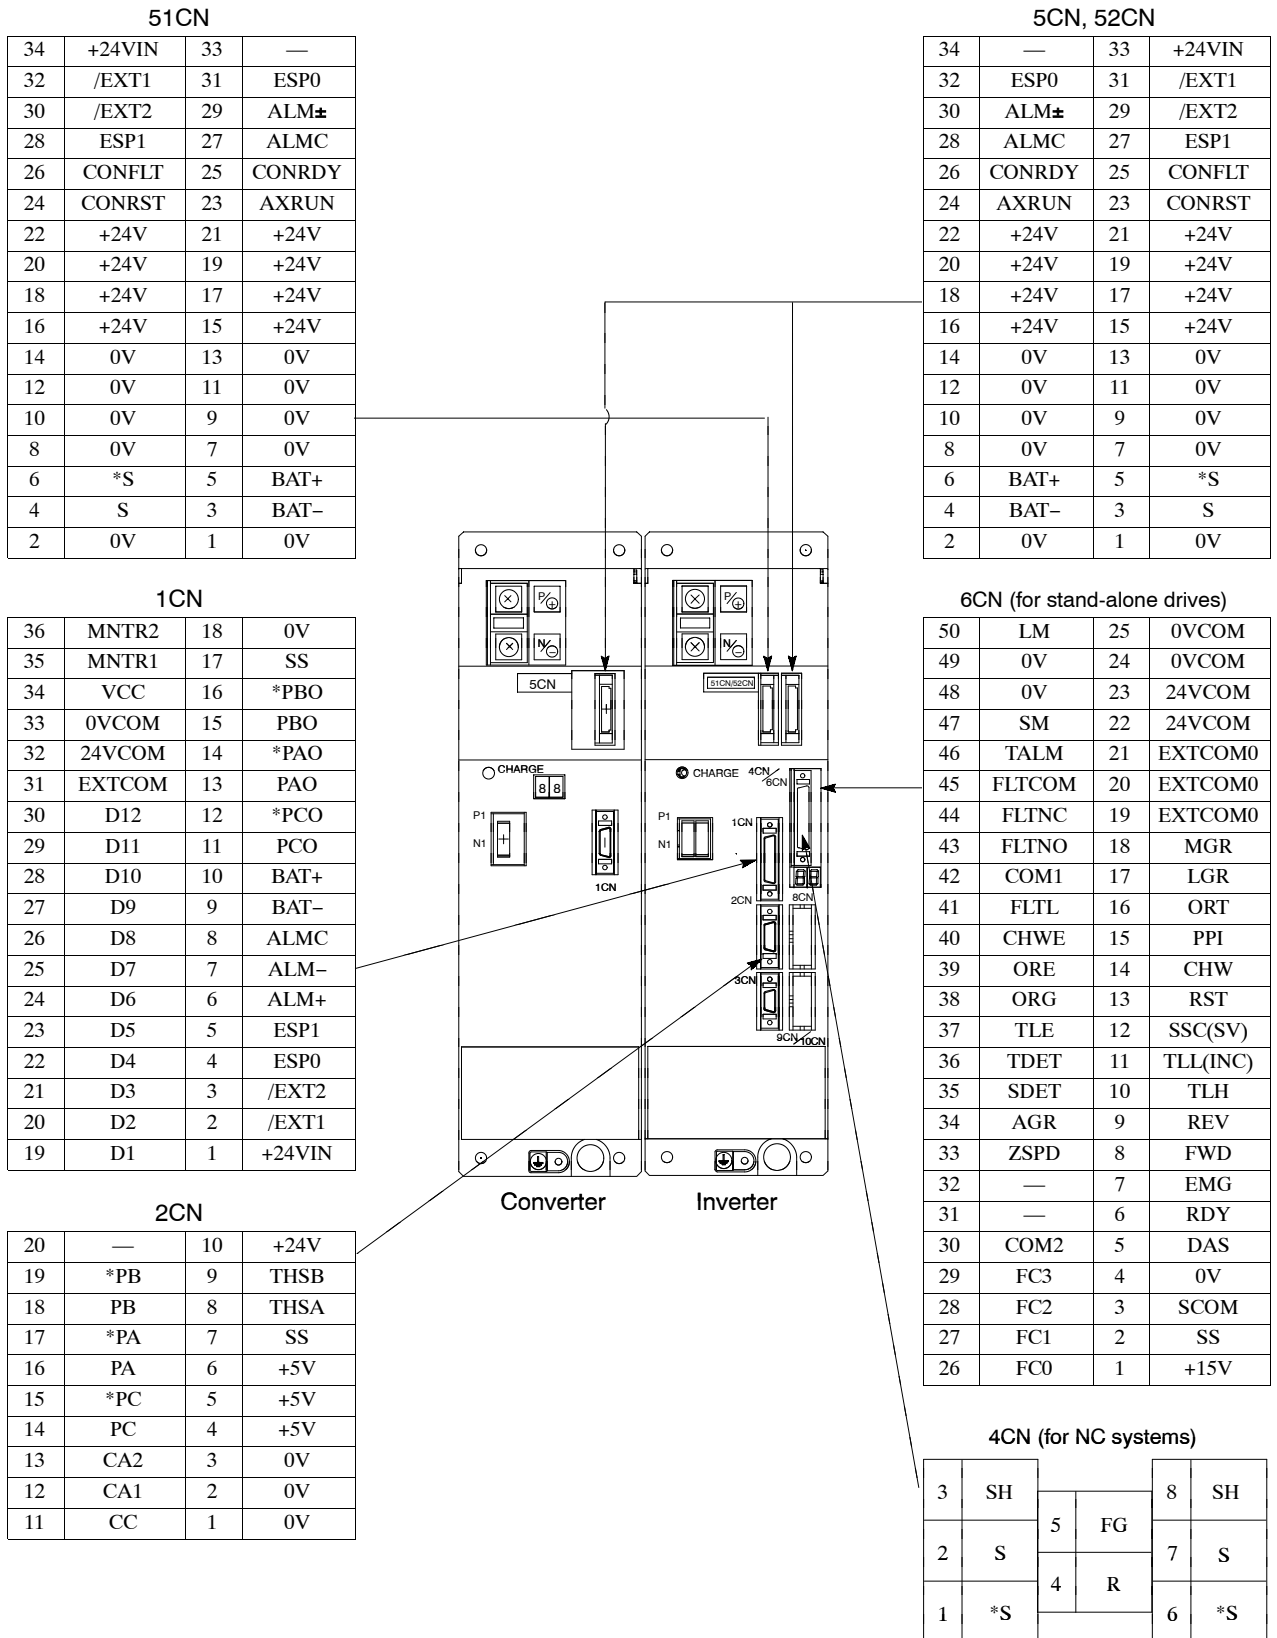 51CN
34 +24VIN 33 —
32 /EXT1 31 ESP0
30 /EXT2 29 ALM±
28 ESP1 27 ALMC
26 CONFLT 25 CONRDY
24 CONRST 23 AXRUN
22 +24V 21 +24V
20 +24V 19 +24V
18 +24V 17 +24V
16 +24V 15 +24V
14 0V 13 0V
12 0V 11 0V
10 0V 9 0V
8 0V 7 0V
6 *S 5 BAT+
4 S 3 BAT−
2 0V 1 0V
5CN, 52CN
34 — 33 +24VIN
32 ESP0 31 /EXT1
30 ALM± 29 /EXT2
28 ALMC 27 ESP1
26 CONRDY 25 CONFLT
24 AXRUN 23 CONRST
22 +24V 21 +24V
20 +24V 19 +24V
18 +24V 17 +24V
16 +24V 15 +24V
14 0V 13 0V
12 0V 11 0V
10 0V 9 0V
8 0V 7 0V
6 BAT+ 5 *S
4 BAT− 3 S
2 0V 1 0V
1CN
36 MNTR2 18 0V
35 MNTR1 17 SS
34 VCC 16 *PBO
33 0VCOM 15 PBO
32 24VCOM 14 *PAO
31 EXTCOM 13 PAO
30 D12 12 *PCO
29 D11 11 PCO
28 D10 10 BAT+
27 D9 9 BAT−
26 D8 8 ALMC
25 D7 7 ALM−
24 D6 6 ALM+
23 D5 5 ESP1
22 D4 4 ESP0
21 D3 3 /EXT2
20 D2 2 /EXT1
19 D1 1 +24VIN
2CN
20 — 10 +24V
19 *PB 9 THSB
18 PB 8 THSA
17 *PA 7 SS
16 PA 6 +5V
15 *PC 5 +5V
14 PC 4 +5V
13 CA2 3 0V
12 CA1 2 0V
11 CC 1 0V
P/⊕
N/⊖
5CN
CHARGE
88
P1
N1
1CN
Converter
P/⊕
N/⊖
51CN/52CN
CHARGE
4CN/6CN
P1
N1
1CN
88
2CN
8CN
3CN
9CN/10CN
Inverter
6CN (for stand-alone drives)
50 LM 25 0VCOM
49 0V 24 0VCOM
48 0V 23 24VCOM
47 SM 22 24VCOM
46 TALM 21 EXTCOM0
45 FLTCOM 20 EXTCOM0
44 FLTNC 19 EXTCOM0
43 FLTNO 18 MGR
42 COM1 17 LGR
41 FLTL 16 ORT
40 CHWE 15 PPI
39 ORE 14 CHW
38 ORG 13 RST
37 TLE 12 SSC(SV)
36 TDET 11 TLL(INC)
35 SDET 10 TLH
34 AGR 9 REV
33 ZSPD 8 FWD
32 — 7 EMG
31 — 6 RDY
30 COM2 5 DAS
29 FC3 4 0V
28 FC2 3 SCOM
27 FC1 2 SS
26 FC0 1 +15V
4CN (for NC systems)
3 SH 8 SH
5 FG
2 S 7 S
4 R
1 *S 6 *S